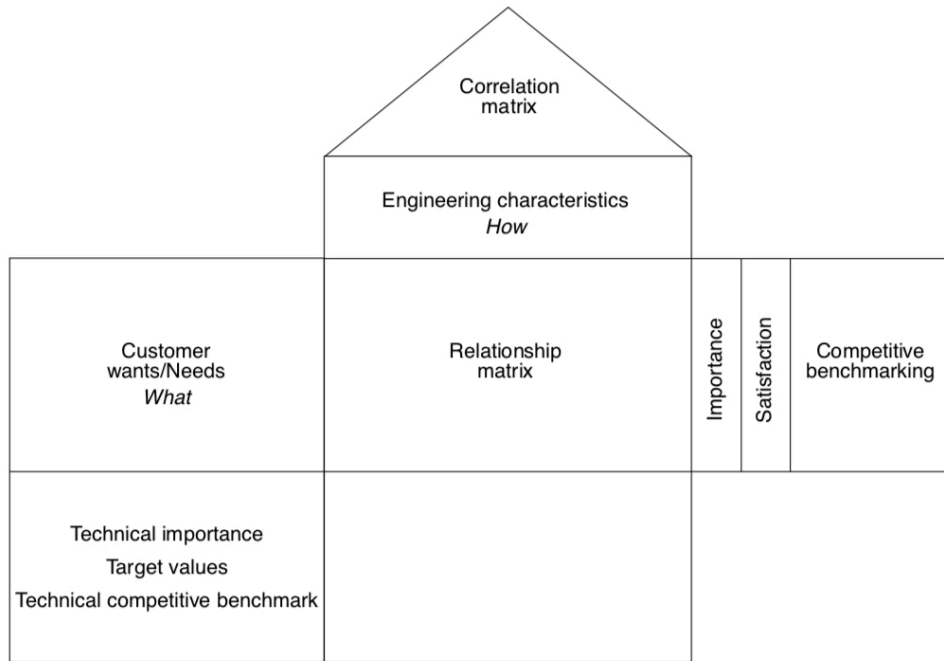 Correlation
matrix
Engineering characteristics
How
Customer
wants/Needs
What
Relationship
matrix
Importance
Satisfaction
Competitive
benchmarking
Technical importance
Target values
Technical competitive benchmark